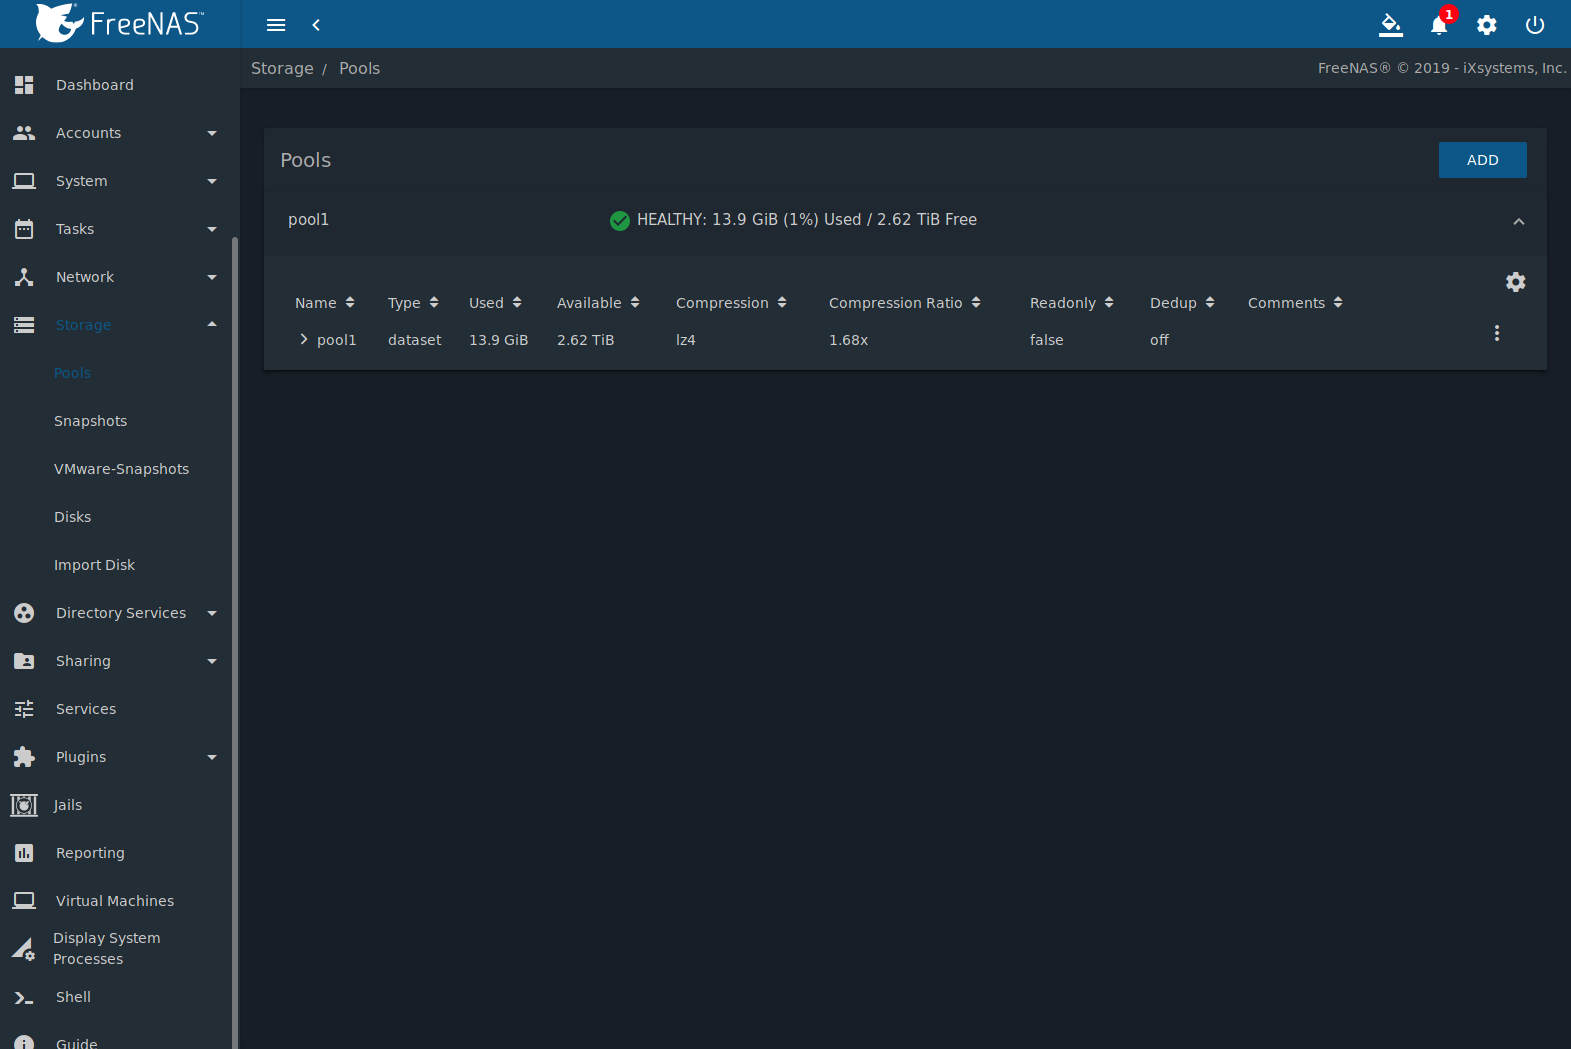 FreeNAS™
1
Storage / Pools
FreeNAS® © 2019 - iXsystems, Inc.
Dashboard
Accounts
System
Tasks
Network
Storage
Pools
Snapshots
VMware-Snapshots
Disks
Import Disk
Directory Services
Sharing
Services
Plugins
Jails
Reporting
Virtual Machines
Display System
Processes
Shell
Guide
Pools
ADD
pool1 HEALTHY: 13.9 GiB (1%) Used / 2.62 TiB Free
Name Type Used Available Compression Compression Ratio Readonly Dedup Comments
pool1 dataset 13.9 GiB 2.62 TiB lz4 1.68x false off